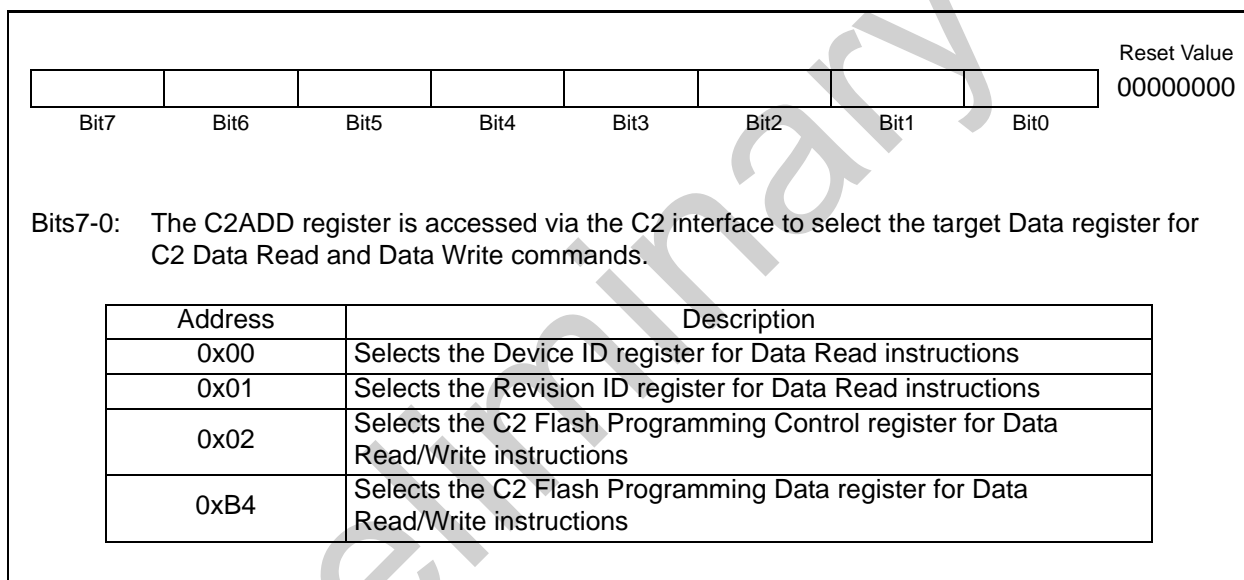 Reset Value
00000000
Bit7 Bit6 Bit5 Bit4 Bit3 Bit2 Bit1 Bit0
Bits7-0: The C2ADD register is accessed via the C2 interface to select the target Data register for
C2 Data Read and Data Write commands.
Address Description
0x00 Selects the Device ID register for Data Read instructions
0x01 Selects the Revision ID register for Data Read instructions
0x02 Selects the C2 Flash Programming Control register for Data
Read/Write instructions
0xB4 Selects the C2 Flash Programming Data register for Data
Read/Write instructions
eliminary